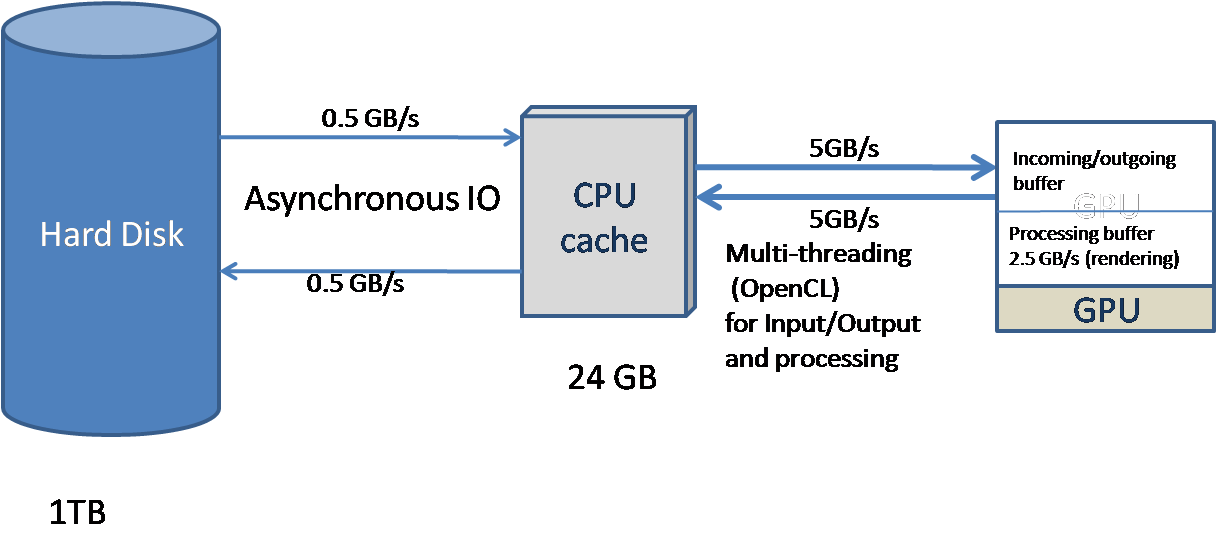 Hard Disk
1TB
0.5 GB/s
Asynchronous IO
0.5 GB/s
CPU
cache
24 GB
5GB/s
5GB/s
Multi-threading
(OpenCL)
for Input/Output
and processing
Incoming/outgoing
buffer
GPU
Processing buffer
2.5 GB/s (rendering)
GPU